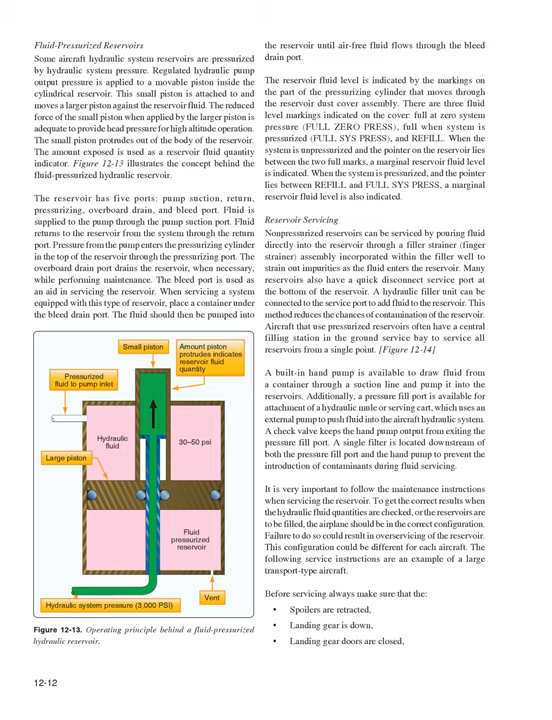 Fluid-Pressurized Reservoirs
Some aircraft hydraulic system reservoirs are pressurized
by hydraulic system pressure. Regulated hydraulic pump
output pressure is applied to a movable piston inside the
cylindrical reservoir. This small piston is attached to and
moves a larger piston against the reservoir fluid. The reduced
force of the small piston when applied by the larger piston is
adequate to provide head pressure for high altitude operation.
The small piston protrudes out of the body of the reservoir.
The amount exposed is used as a reservoir fluid quantity
indicator. Figure 12-13 illustrates the concept behind the
fluid-pressurized hydraulic reservoir.
The reservoir has five ports: pump suction, return,
pressurizing, overboard drain, and bleed port. Fluid is
supplied to the pump through the pump suction port. Fluid
returns to the reservoir from the system through the return
port. Pressure from the pump enters the pressurizing cylinder
in the top of the reservoir through the pressurizing port. The
overboard drain port drains the reservoir, when necessary,
while performing maintenance. The bleed port is used as
an aid in servicing the reservoir. When servicing a system
equipped with this type of reservoir, place a container under
the bleed drain port. The fluid should then be pumped into
Small piston
Amount piston
protrudes indicates
reservoir fluid
quantity
Pressurized
fluid to pump inlet
Hydraulic
fluid
30–50 psi
Large piston
Fluid
pressurized
reservoir
Vent
Hydraulic system pressure (3,000 PSI)
Figure 12-13. Operating principle behind a fluid-pressurized
hydraulic reservoir.
the reservoir until air-free fluid flows through the bleed
drain port.
The reservoir fluid level is indicated by the markings on
the part of the pressurizing cylinder that moves through
the reservoir dust cover assembly. There are three fluid
level markings indicated on the cover: full at zero system
pressure (FULL ZERO PRESS), full when system is
pressurized (FULL SYS PRESS), and REFILL. When the
system is unpressurized and the pointer on the reservoir lies
between the two full marks, a marginal reservoir fluid level
is indicated. When the system is pressurized, and the pointer
lies between REFILL and FULL SYS PRESS, a marginal
reservoir fluid level is also indicated.
Reservoir Servicing
Nonpressurized reservoirs can be serviced by pouring fluid
directly into the reservoir through a filler strainer (finger
strainer) assembly incorporated within the filler well to
strain out impurities as the fluid enters the reservoir. Many
reservoirs also have a quick disconnect service port at
the bottom of the reservoir. A hydraulic filler unit can be
connected to the service port to add fluid to the reservoir. This
method reduces the chances of contamination of the reservoir.
Aircraft that use pressurized reservoirs often have a central
filling station in the ground service bay to service all
reservoirs from a single point. [Figure 12-14]
A built-in hand pump is available to draw fluid from
a container through a suction line and pump it into the
reservoirs. Additionally, a pressure fill port is available for
attachment of a hydraulic mule or serving cart, which uses an
external pump to push fluid into the aircraft hydraulic system.
A check valve keeps the hand pump output from exiting the
pressure fill port. A single filter is located downstream of
both the pressure fill port and the hand pump to prevent the
introduction of contaminants during fluid servicing.
It is very important to follow the maintenance instructions
when servicing the reservoir. To get the correct results when
the hydraulic fluid quantities are checked, or the reservoirs are
to be filled, the airplane should be in the correct configuration.
Failure to do so could result in overservicing of the reservoir.
This configuration could be different for each aircraft. The
following service instructions are an example of a large
transport-type aircraft.
Before servicing always make sure that the:
• Spoilers are retracted,
• Landing gear is down,
• Landing gear doors are closed,
12-12